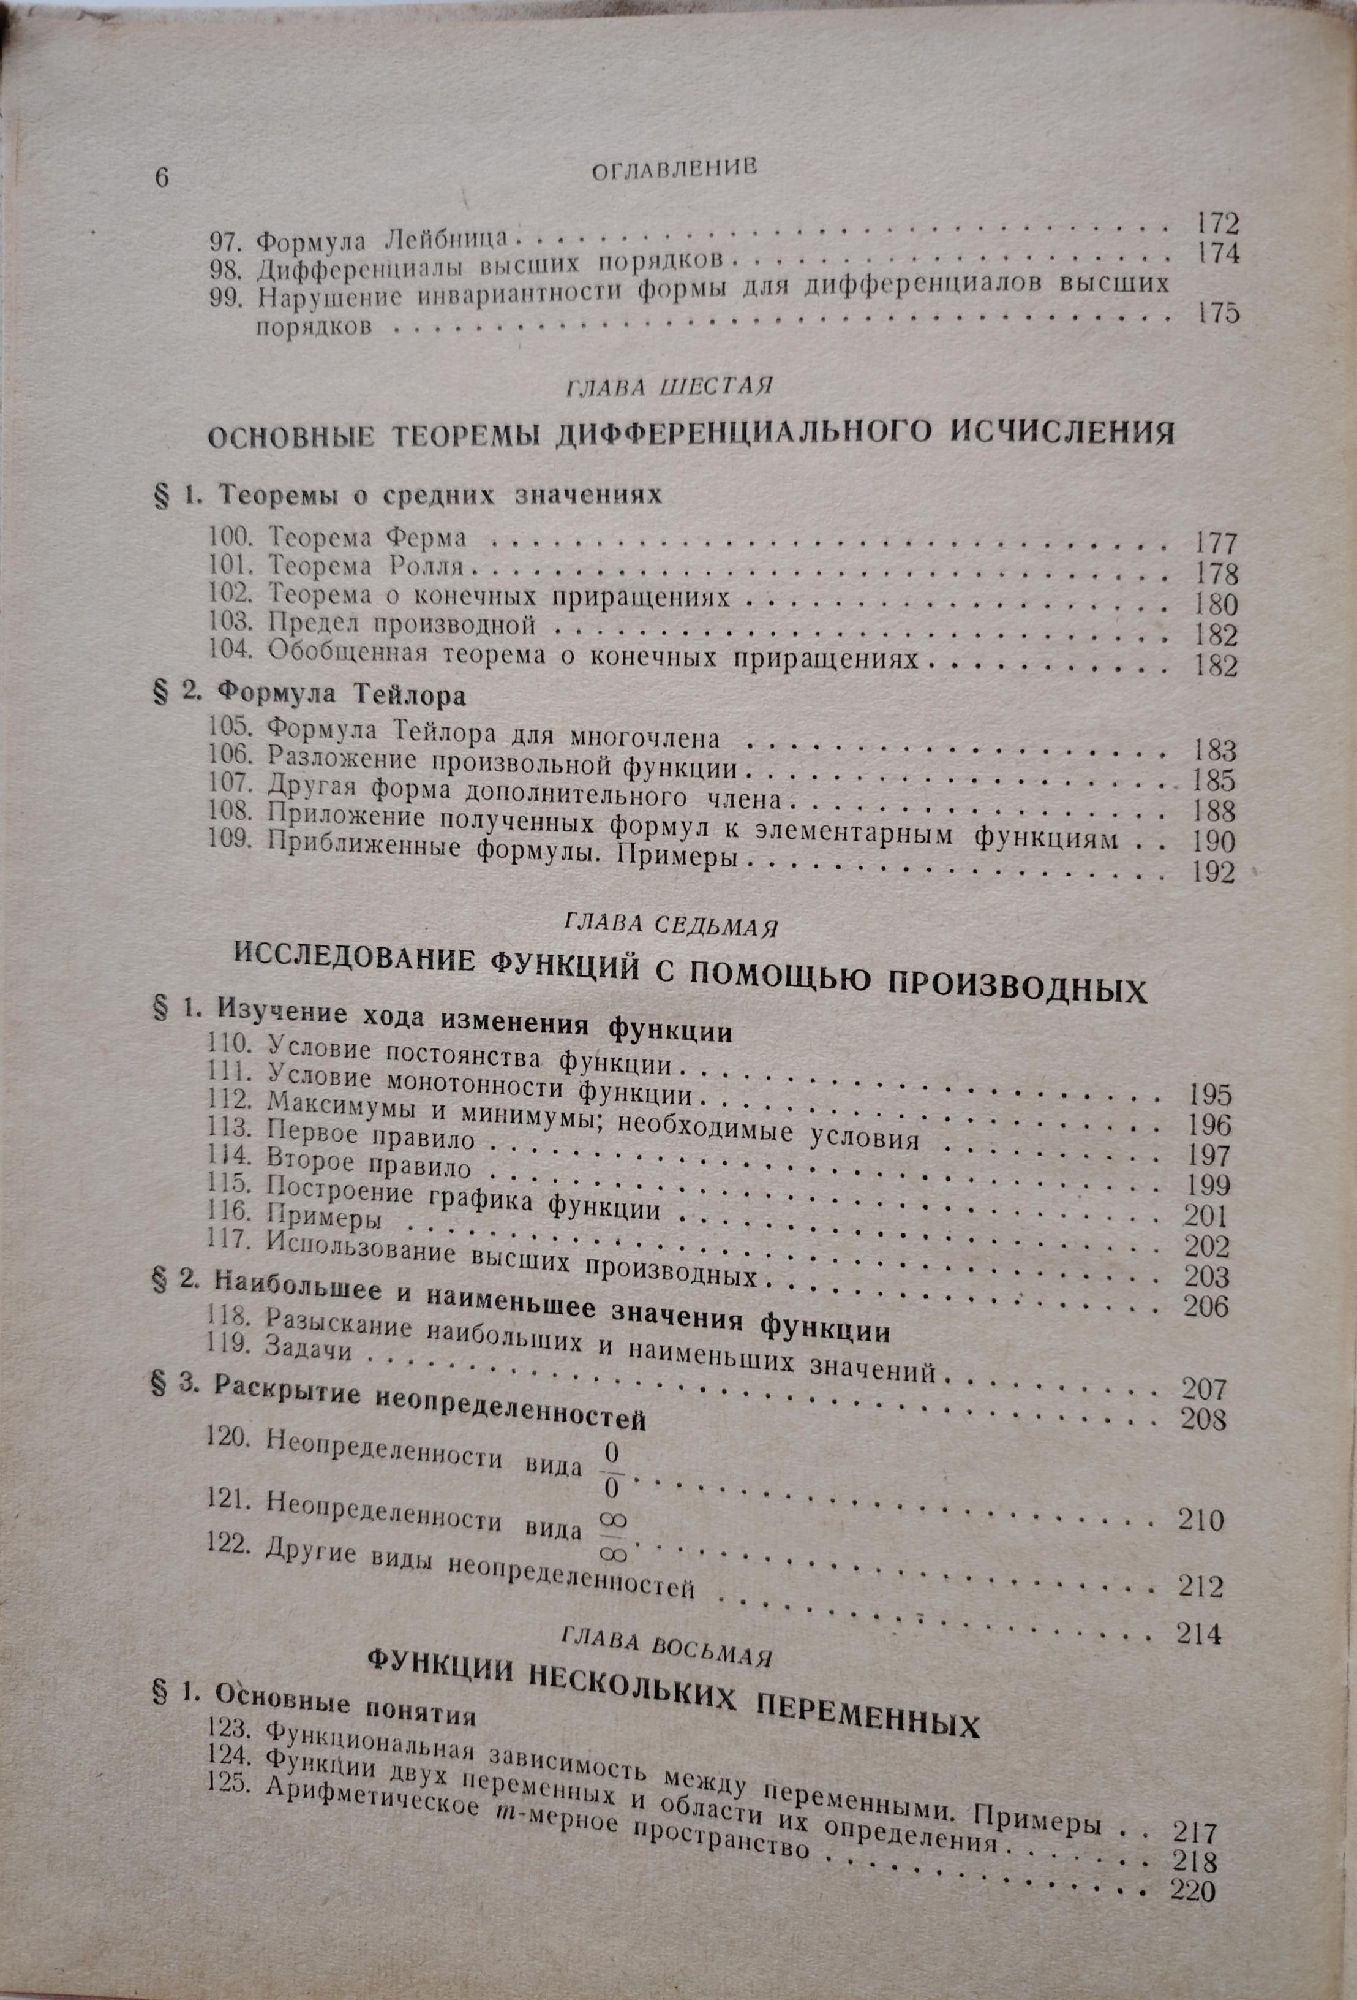 6
ОГЛАВЛЕНИЕ
97. Формула Лейбница . . . . . . . . . . . . . . . . . . . . 172
98. Дифференциалы высших порядков . . . . . . . . . . . . . . . . . . . . 174
99. Нарушение инвариантности формы для дифференциалов высших
порядков . . . . . . . . . . . . . . . . . . . . 175
ГЛАВА ШЕСТАЯ
ОСНОВНЫЕ ТЕОРЕМЫ ДИФФЕРЕНЦИАЛЬНОГО ИСЧИСЛЕНИЯ
§ 1. Теоремы о средних значениях
100. Теорема Ферма . . . . . . . . . . . . . . . . . . . . 177
101. Теорема Ролля . . . . . . . . . . . . . . . . . . . . 178
102. Теорема о конечных приращениях . . . . . . . . . . . . . . . . . 180
103. Предел производной . . . . . . . . . . . . . . . . . . . . 182
104. Обобщенная теорема о конечных приращениях . . . . . . . . . . 182
§ 2. Формула Тейлора
105. Формула Тейлора для многочлена . . . . . . . . . . . . . . . . . 183
106. Разложение произвольной функции . . . . . . . . . . . . . . . . . 185
107. Другая форма дополнительного члена . . . . . . . . . . . . . . . 188
108. Приложение полученных формул к элементарным функциям . . 190
109. Приближенные формулы. Примеры . . . . . . . . . . . . . . . . . 192
ГЛАВА СЕДЬМАЯ
ИССЛЕДОВАНИЕ ФУНКЦИЙ С ПОМОЩЬЮ ПРОИЗВОДНЫХ
§ 1. Изучение хода изменения функции
110. Условие постоянства функции . . . . . . . . . . . . . . . . . . . 195
111. Условие монотонности функции . . . . . . . . . . . . . . . . . . 196
112. Максимумы и минимумы; необходимые условия . . . . . . . . . 197
113. Первое правило . . . . . . . . . . . . . . . . . . . . 199
114. Второе правило . . . . . . . . . . . . . . . . . . . . 201
115. Построение графика функции . . . . . . . . . . . . . . . . . . . 202
116. Примеры . . . . . . . . . . . . . . . . . . . . 203
117. Использование высших производных . . . . . . . . . . . . . . . . 206
§ 2. Наибольшее и наименьшее значения функции
118. Разыскание наибольших и наименьших значений . . . . . . . . . 207
119. Задачи . . . . . . . . . . . . . . . . . . . . 208
§ 3. Раскрытие неопределенностей
120. Неопределенности вида 0/0 . . . . . . . . . . . . . . . . . . . . 210
121. Неопределенности вида ∞/∞ . . . . . . . . . . . . . . . . . . . . 212
122. Другие виды неопределенностей . . . . . . . . . . . . . . . . . . 214
ГЛАВА ВОСЬМАЯ
ФУНКЦИИ НЕСКОЛЬКИХ ПЕРЕМЕННЫХ
§ 1. Основные понятия
123. Функциональная зависимость между переменными. Примеры . . 217
124. Функции двух переменных и области их определения . . . . . . . 218
125. Арифметическое m-мерное пространство . . . . . . . . . . . . . . 220